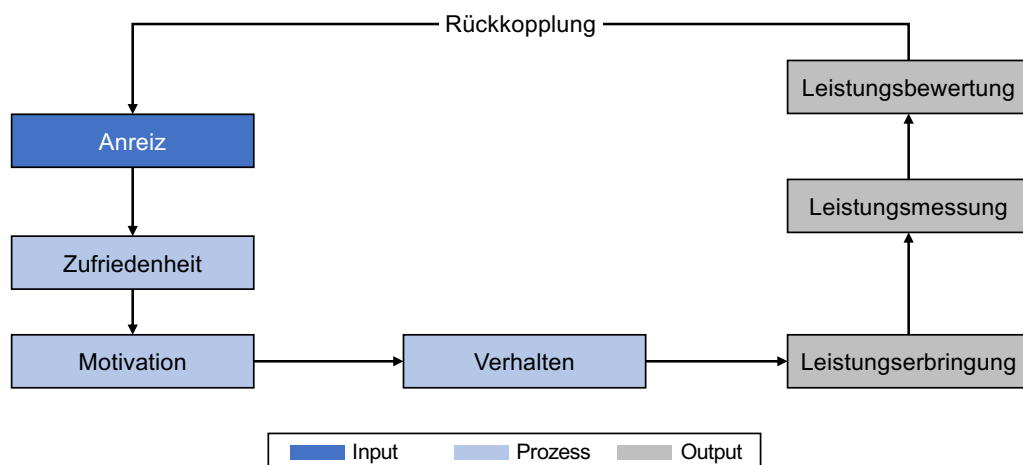 Rückkopplung
Leistungsbewertung
Anreiz
Leistungsmessung
Zufriedenheit
Motivation
Verhalten
Leistungserbringung
Input
Prozess
Output